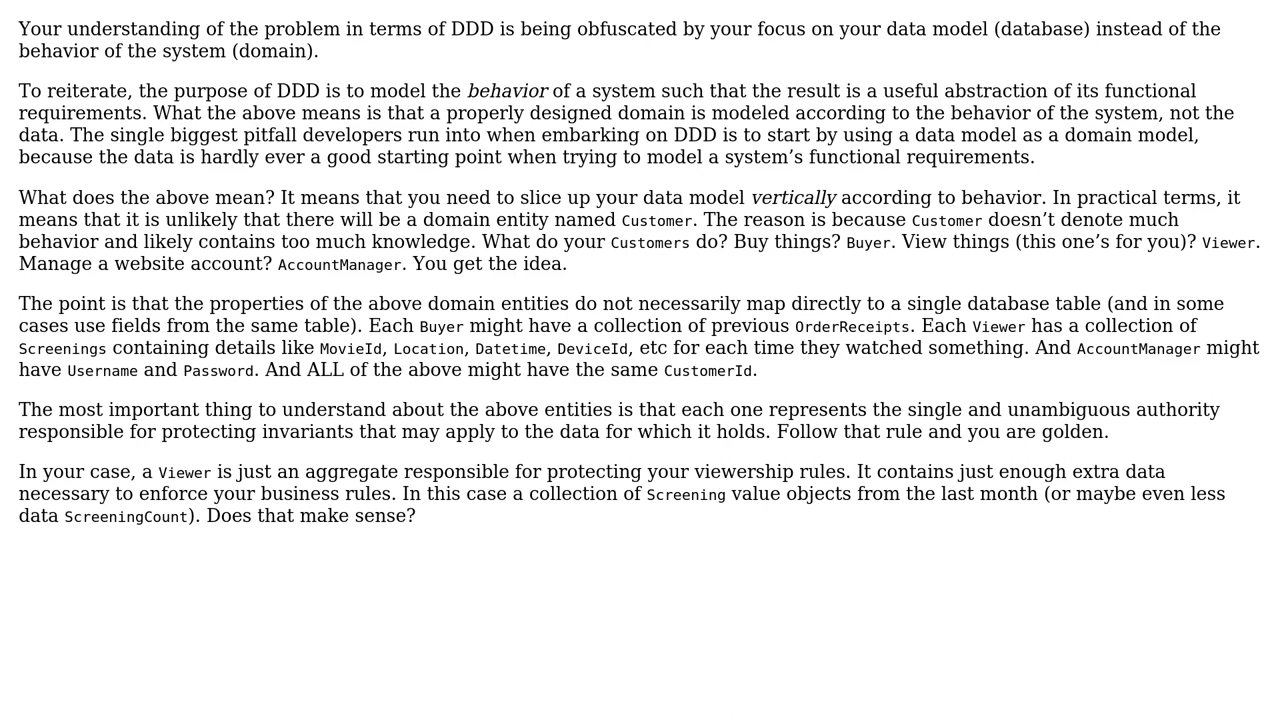 Your understanding of the problem in terms of DDD is being obfuscated by your focus on your data model (database) instead of the
behavior of the system (domain).
To reiterate, the purpose of DDD is to model the behavior of a system such that the result is a useful abstraction of its functional
requirements. What the above means is that a properly designed domain is modeled according to the behavior of the system, not the
data. The single biggest pitfall developers run into when embarking on DDD is to start by using a data model as a domain model,
because the data is hardly ever a good starting point when trying to model a system’s functional requirements.
What does the above mean? It means that you need to slice up your data model vertically according to behavior. In practical terms, it
means that it is unlikely that there will be a domain entity named Customer. The reason is because Customer doesn’t denote much
behavior and likely contains too much knowledge. What do your Customers do? Buy things? Buyer. View things (this one’s for you)? Viewer.
Manage a website account? AccountManager. You get the idea.
The point is that the properties of the above domain entities do not necessarily map directly to a single database table (and in some
cases use fields from the same table). Each Buyer might have a collection of previous OrderReceipts. Each Viewer has a collection of
Screenings containing details like MovieId, Location, Datetime, DeviceId, etc for each time they watched something. And AccountManager might
have Username and Password. And ALL of the above might have the same CustomerId.
The most important thing to understand about the above entities is that each one represents the single and unambiguous authority
responsible for protecting invariants that may apply to the data for which it holds. Follow that rule and you are golden.
In your case, a Viewer is just an aggregate responsible for protecting your viewership rules. It contains just enough extra data
necessary to enforce your business rules. In this case a collection of Screening value objects from the last month (or maybe even less
data ScreeningCount). Does that make sense?